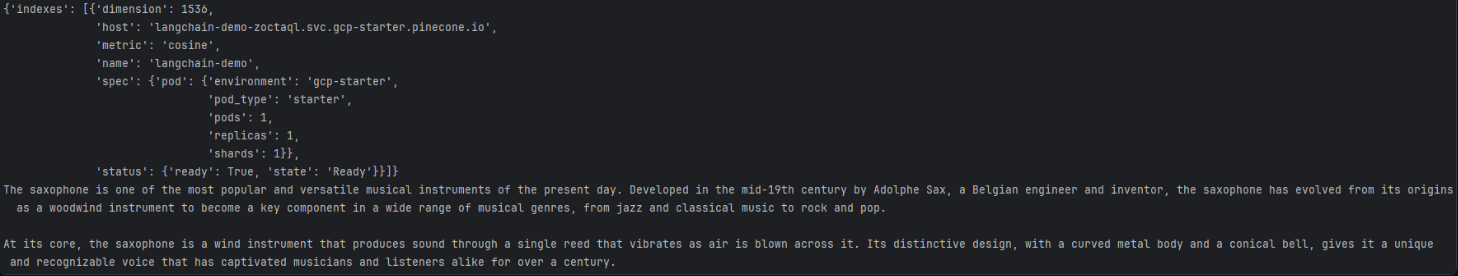 {'indexes': [{'dimension': 1536,
'host': 'langchain-demo-zoctaql.svc.gcp-starter.pinecone.io',
'metric': 'cosine',
'name': 'langchain-demo',
'spec': {'pod': {'environment': 'gcp-starter',
'pod_type': 'starter',
'pods': 1,
'replicas': 1,
'shards': 1}},
'status': {'ready': True, 'state': 'Ready'}}]}
The saxophone is one of the most popular and versatile musical instruments of the present day. Developed in the mid-19th century by Adolphe Sax, a Belgian engineer and inventor, the saxophone has evolved from its origins
as a woodwind instrument to become a key component in a wide range of musical genres, from jazz and classical music to rock and pop.
At its core, the saxophone is a wind instrument that produces sound through a single reed that vibrates as air is blown across it. Its distinctive design, with a curved metal body and a conical bell, gives it a unique
and recognizable voice that has captivated musicians and listeners alike for over a century.